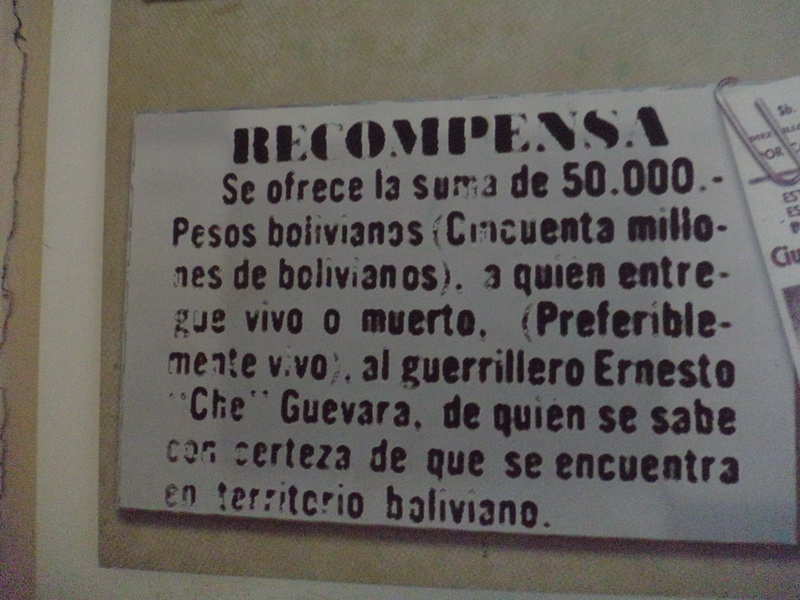 RECOMPENSA
Se ofrece la suma de 50.000.-
Pesos bolivianos (Cincuenta millo-
nes de bolivianos). a quien entre-
gue vivo o muerto. (Preferible-
mente vivo). al guerrillero Ernesto
"Che" Guevara. de quien se sabe
con certeza de que se encuentra
en territorio boliviano.
Sb.
POR